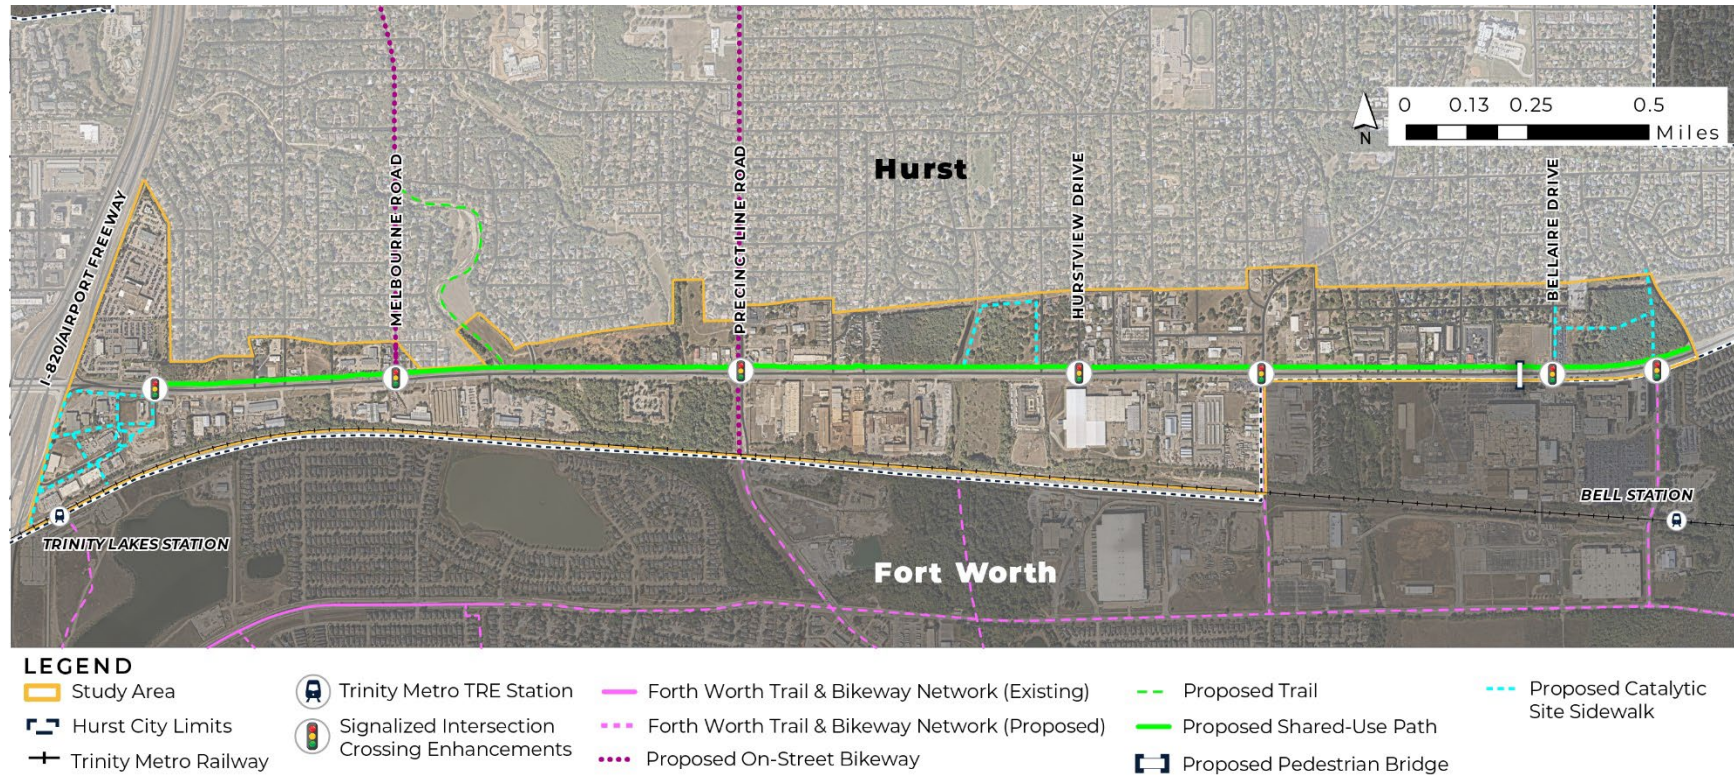 0 0.13 0.25 0.5
Miles
N
Hurst
I-820/AIRPORT FREEWAY
MELBOURNE ROAD
PRECINCT LINE ROAD
HURSTVIEW DRIVE
BELLAIRE DRIVE
BELL STATION
TRINITY LAKES STATION
Fort Worth
LEGEND
Study Area
Hurst City Limits
Trinity Metro Railway
Trinity Metro TRE Station
Signalized Intersection
Crossing Enhancements
Forth Worth Trail & Bikeway Network (Existing)
Forth Worth Trail & Bikeway Network (Proposed)
Proposed On-Street Bikeway
Proposed Trail
Proposed Shared-Use Path
Proposed Pedestrian Bridge
Proposed Catalytic
Site Sidewalk